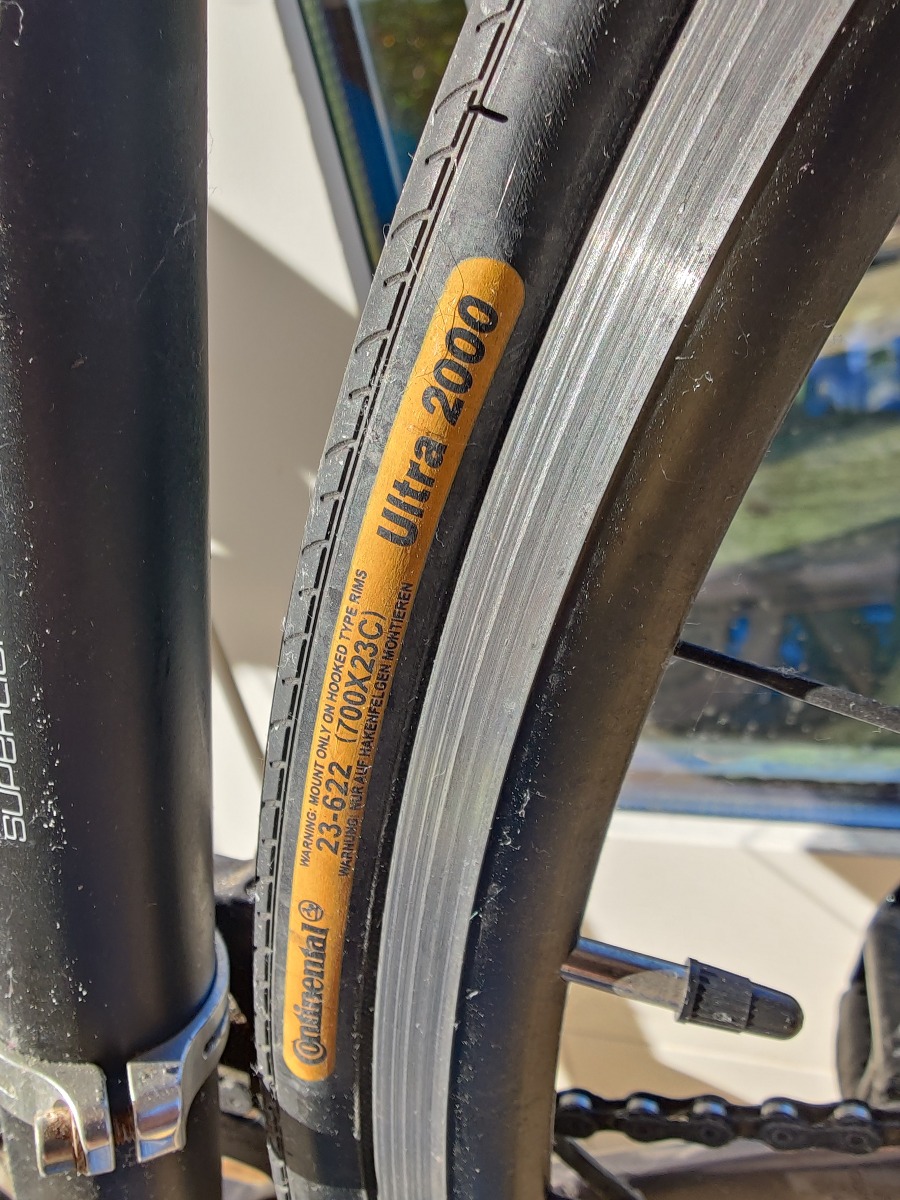 Ultra 2000
WARNING: MOUNT ONLY ON HOOKED TYPE RIMS
23-622 (700X23C)
WARNUNG: NUR AUF HAKENFELGEN MONTIEREN
Continental